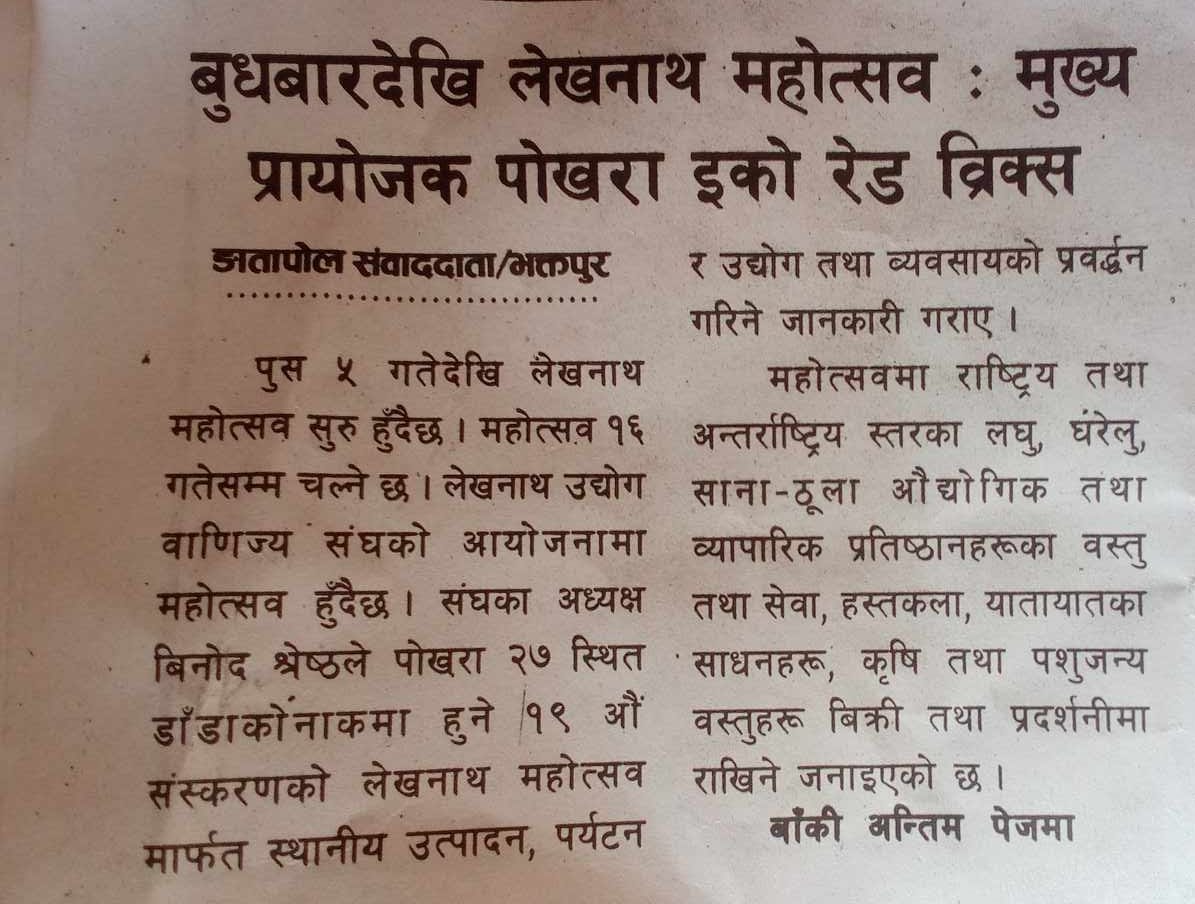 बुधबारदेखि लेखनाथ महोत्सव : मुख्य
प्रायोजक पोखरा इको रेड व्रिक्स
ङातापोल संवाददाता/भक्तपुर
पुस ५ गतेदेखि लेखनाथ
महोत्सव सुरु हुँदैछ । महोत्सव १६
गतेसम्म चल्ने छ । लेखनाथ उद्योग
वाणिज्य संघको आयोजनामा
महोत्सव हुँदैछ । संघका अध्यक्ष
बिनोद श्रेष्ठले पोखरा २७ स्थित
डाँडाकोनाकमा हुने १९ औं
संस्करणको लेखनाथ महोत्सव
मार्फत स्थानीय उत्पादन, पर्यटन
र उद्योग तथा व्यवसायको प्रवर्द्धन
गरिने जानकारी गराए ।
महोत्सवमा राष्ट्रिय तथा
अन्तर्राष्ट्रिय स्तरका लघु, घंरेलु,
साना-ठूला औद्योगिक तथा
व्यापारिक प्रतिष्ठानहरूका वस्तु
तथा सेवा, हस्तकला, यातायातका
साधनहरू, कृषि तथा पशुजन्य
वस्तुहरू बिक्री तथा प्रदर्शनीमा
राखिने जनाइएको छ ।
बाँकी अन्तिम पेजमा